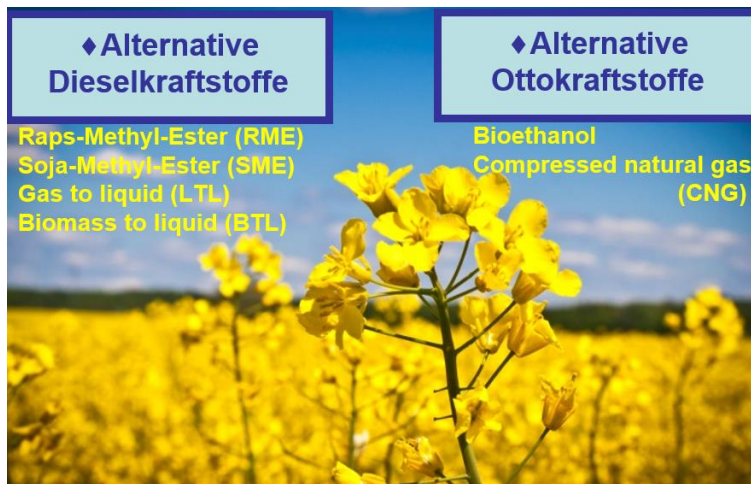 ♦Alternative
Dieselkraftstoffe
Raps-Methyl-Ester (RME)
Soja-Methyl-Ester (SME)
Gas to liquid (LTL)
Biomass to liquid (BTL)
♦Alternative
Ottokraftstoffe
Bioethanol
Compressed natural gas
(CNG)